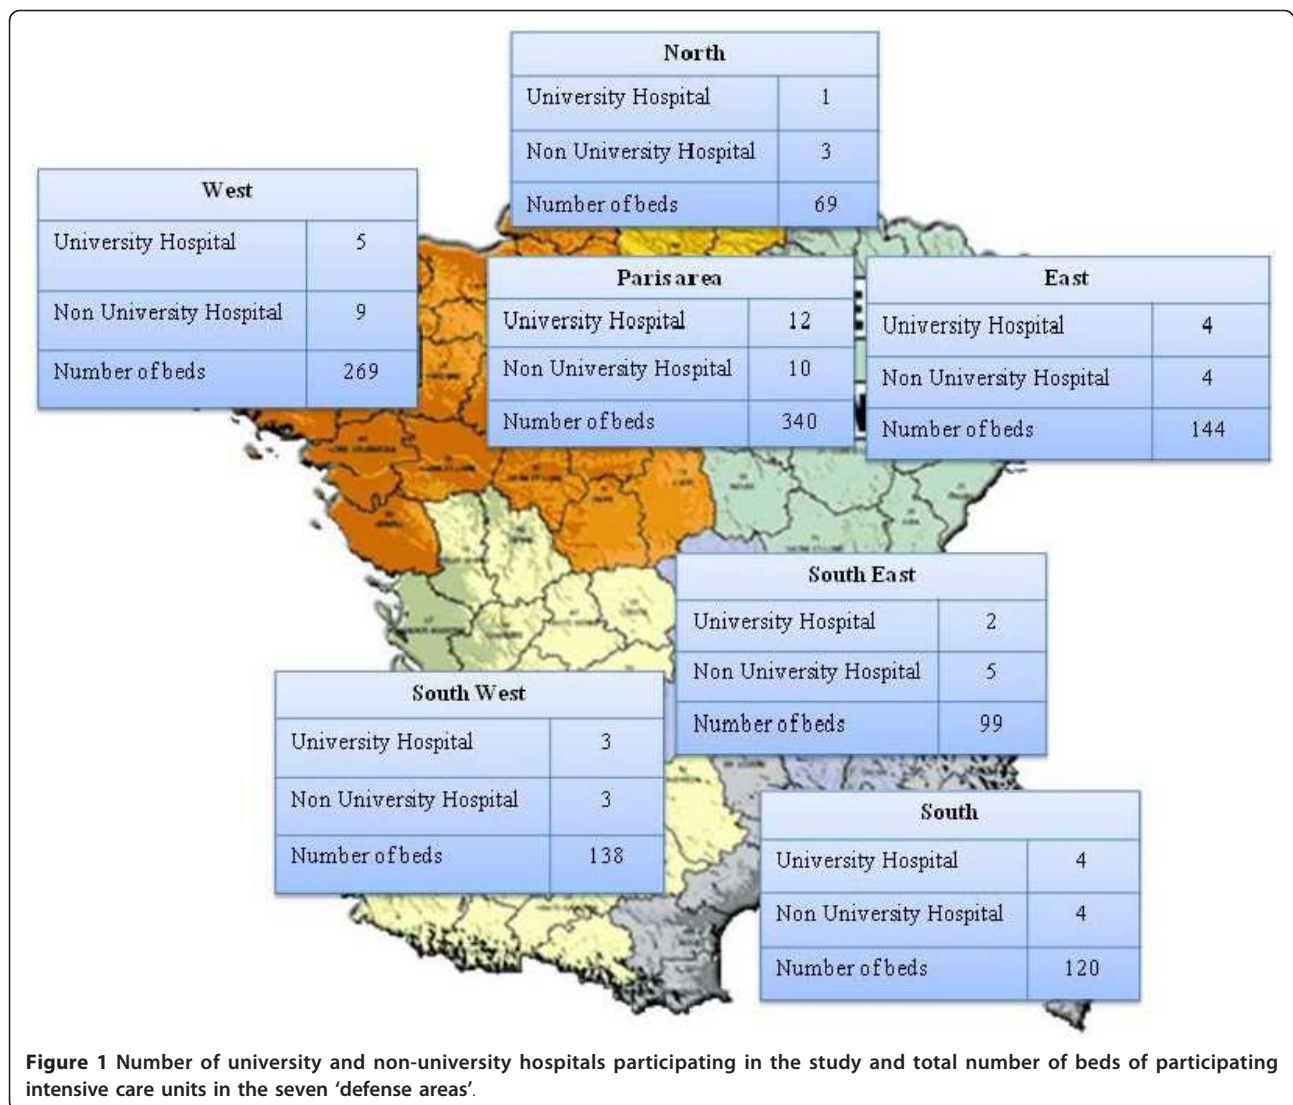 North
University Hospital 1
Non University Hospital 3
Number of beds 69
West
University Hospital 5
Non University Hospital 9
Number of beds 269
Paris area
University Hospital 12
Non University Hospital 10
Number of beds 340
East
University Hospital 4
Non University Hospital 4
Number of beds 144
South East
University Hospital 2
Non University Hospital 5
Number of beds 99
South West
University Hospital 3
Non University Hospital 3
Number of beds 138
South
University Hospital 4
Non University Hospital 4
Number of beds 120
Figure 1 Number of university and non-university hospitals participating in the study and total number of beds of participating
intensive care units in the seven ‘defense areas’.